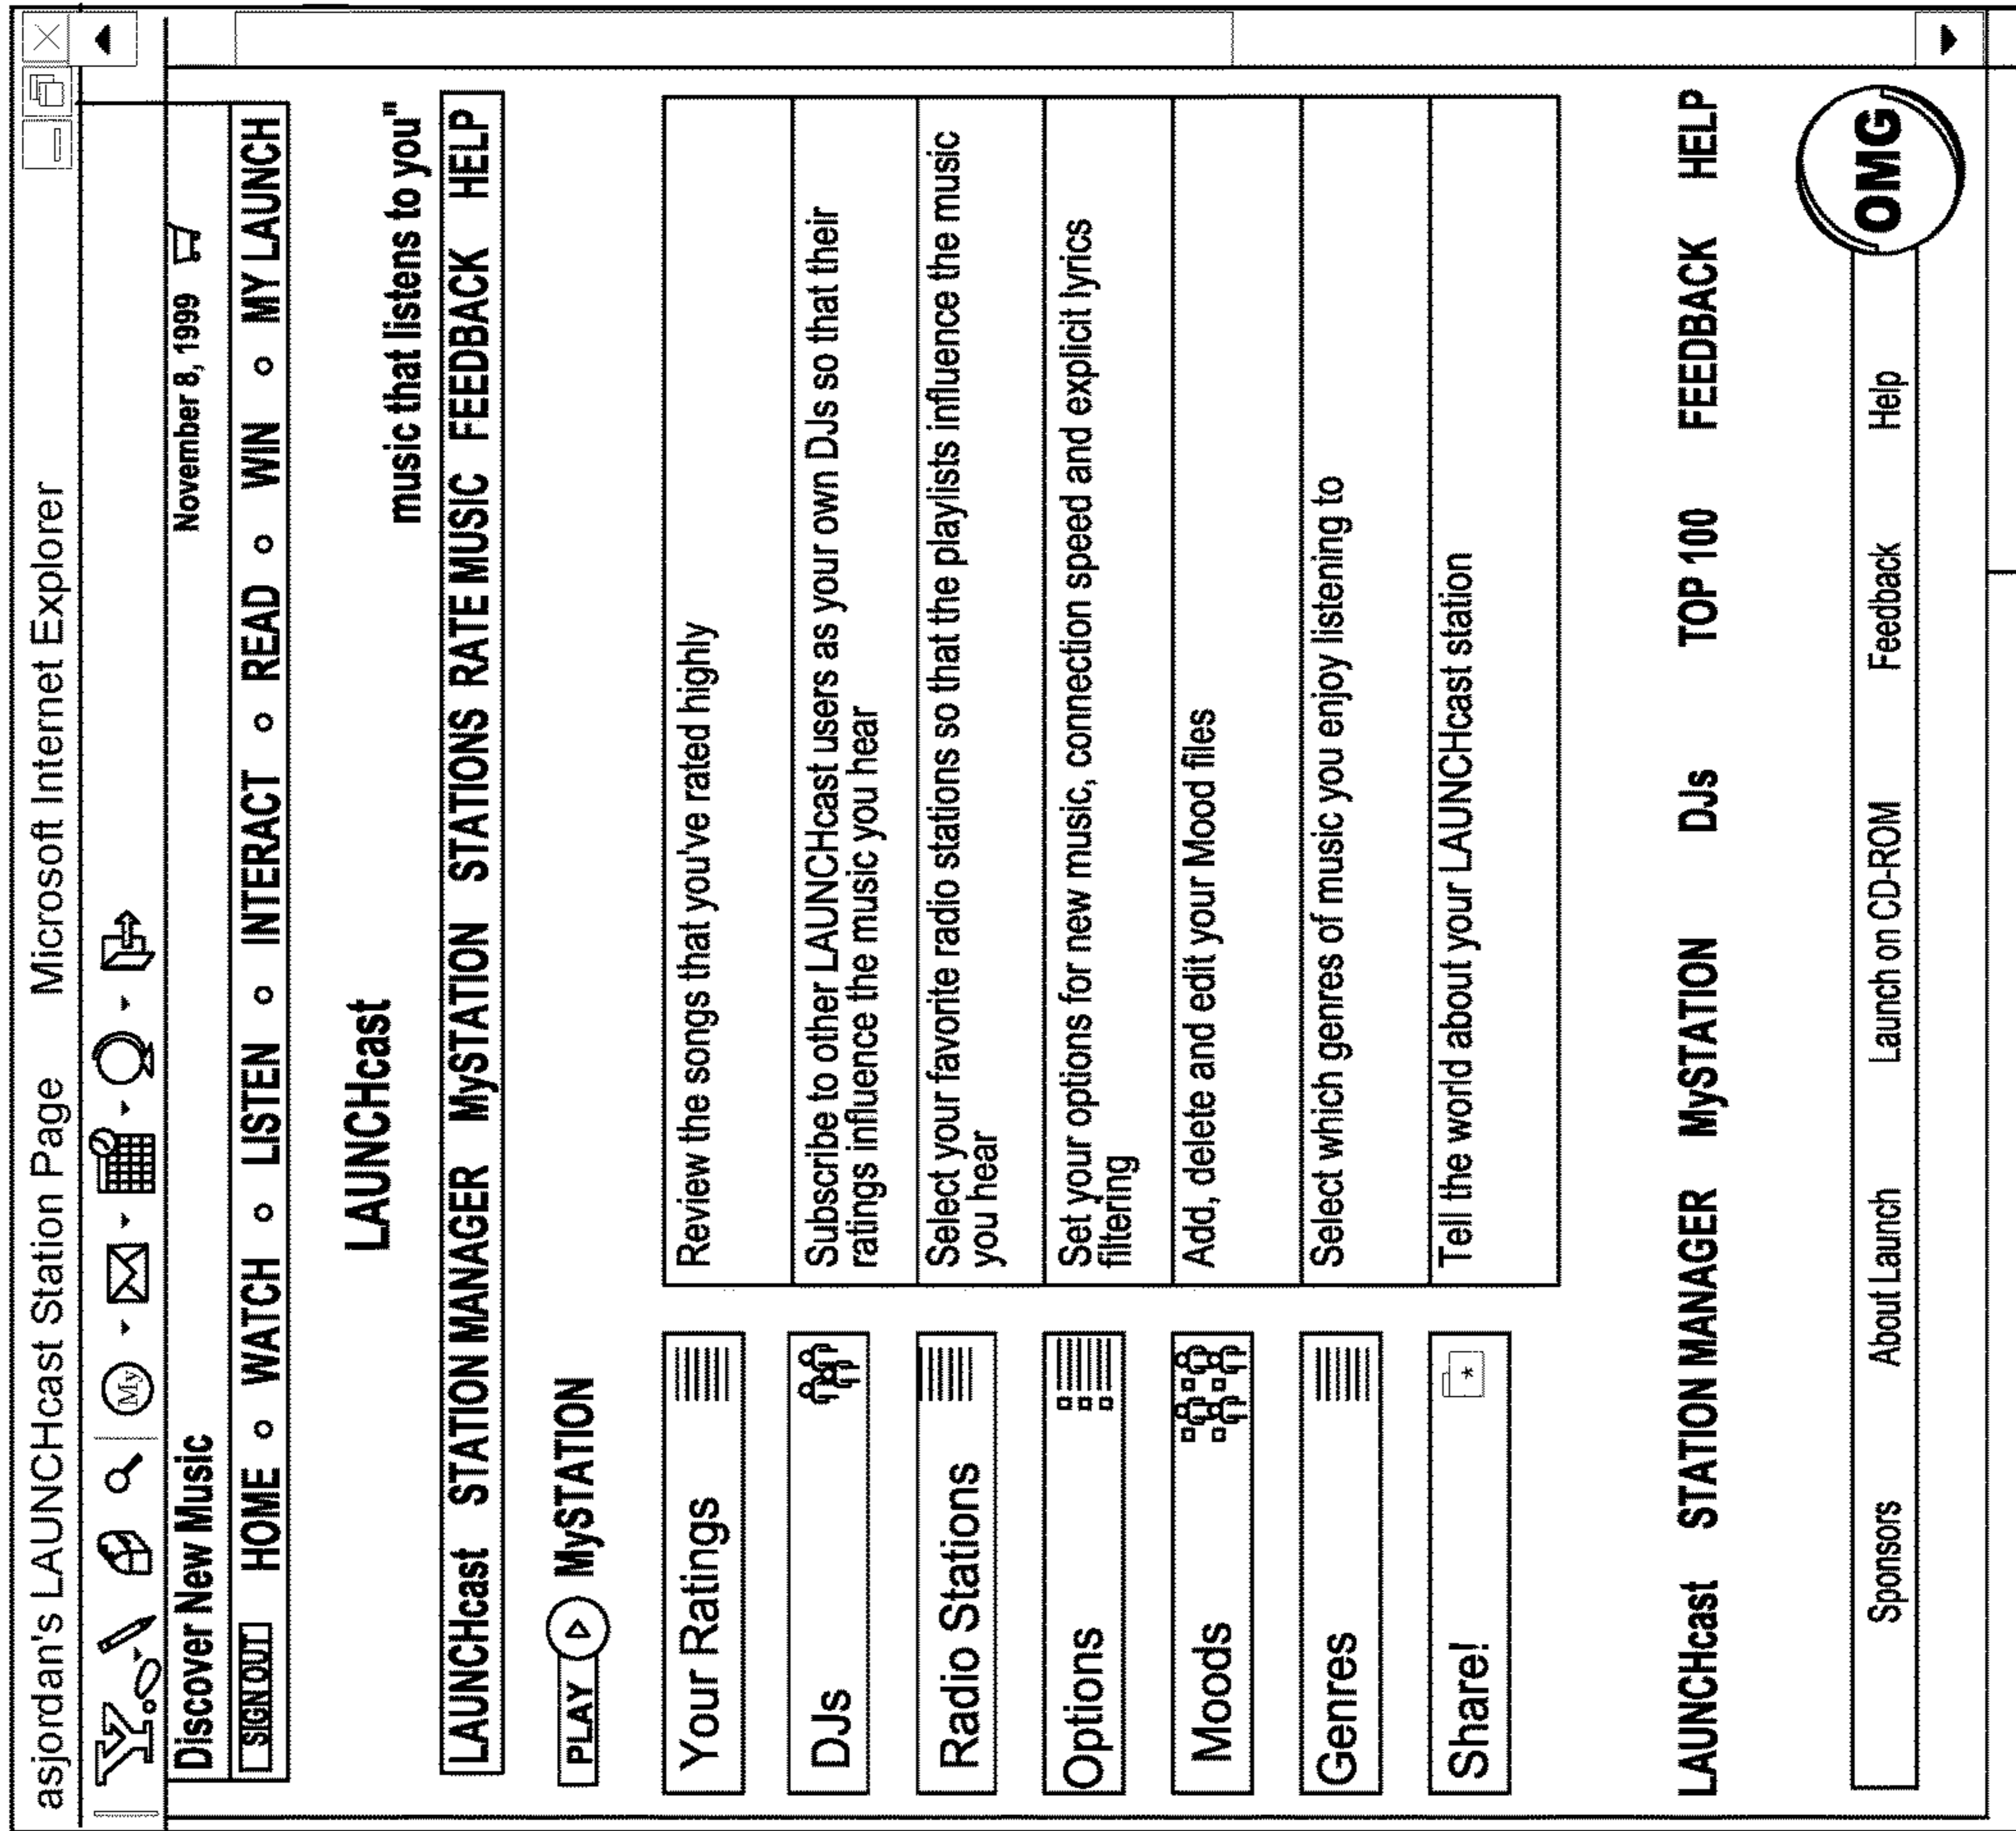 asjordan's LAUNCHcast Station Page Microsoft Internet Explorer
Y! My
Discover New Music November 8, 1999
SIGN OUT HOME o WATCH o LISTEN o INTERACT o READ o WIN o MY LAUNCH
LAUNCHcast
music that listens to you"
LAUNCHcast STATION MANAGER MySTATION STATIONS RATE MUSIC FEEDBACK HELP
PLAY MySTATION
Your Ratings Review the songs that you've rated highly
DJs Subscribe to other LAUNCHcast users as your own DJs so that their
ratings influence the music you hear
Radio Stations Select your favorite radio stations so that the playlists influence the music
you hear
Options Set your options for new music, connection speed and explicit lyrics
filtering
Moods Add, delete and edit your Mood files
Genres Select which genres of music you enjoy listening to
Share! Tell the world about your LAUNCHcast station
LAUNCHcast STATION MANAGER MySTATION DJs TOP 100 FEEDBACK HELP
Sponsors About Launch Launch on CD-ROM Feedback Help
OMG